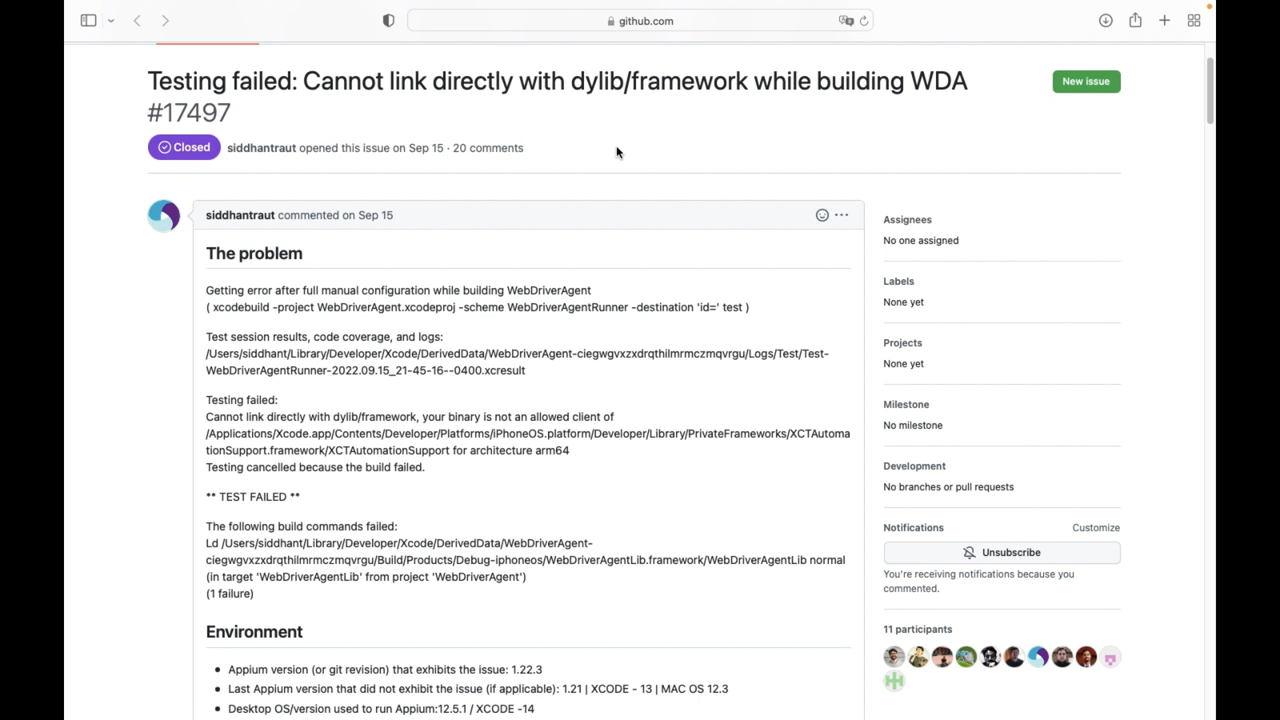 github.com
Testing failed: Cannot link directly with dylib/framework while building WDA
#17497
New issue
Closed
siddhantraut opened this issue on Sep 15 · 20 comments
siddhantraut commented on Sep 15
The problem
Getting error after full manual configuration while building WebDriverAgent
( xcodebuild -project WebDriverAgent.xcodeproj -scheme WebDriverAgentRunner -destination 'id=' test )
Test session results, code coverage, and logs:
/Users/siddhant/Library/Developer/Xcode/DerivedData/WebDriverAgent-ciegwgvxzxdrqthilmrmczmqvrgu/Logs/Test/Test-
WebDriverAgentRunner-2022.09.15_21-45-16--0400.xcresult
Testing failed:
Cannot link directly with dylib/framework, your binary is not an allowed client of
/Applications/Xcode.app/Contents/Developer/Platforms/iPhoneOS.platform/Developer/Library/PrivateFrameworks/XCTAutoma
tionSupport.framework/XCTAutomationSupport for architecture arm64
Testing cancelled because the build failed.
** TEST FAILED **
The following build commands failed:
Ld /Users/siddhant/Library/Developer/Xcode/DerivedData/WebDriverAgent-
ciegwgvxzxdrqthilmrmczmqvrgu/Build/Products/Debug-iphoneos/WebDriverAgentLib.framework/WebDriverAgentLib normal
(in target 'WebDriverAgentLib' from project 'WebDriverAgent')
(1 failure)
Environment
Appium version (or git revision) that exhibits the issue: 1.22.3
Last Appium version that did not exhibit the issue (if applicable): 1.21 | XCODE - 13 | MAC OS 12.3
Desktop OS/version used to run Appium:12.5.1 / XCODE -14
Assignees
No one assigned
Labels
None yet
Projects
None yet
Milestone
No milestone
Development
No branches or pull requests
Notifications
Customize
Unsubscribe
You're receiving notifications because you
commented.
11 participants